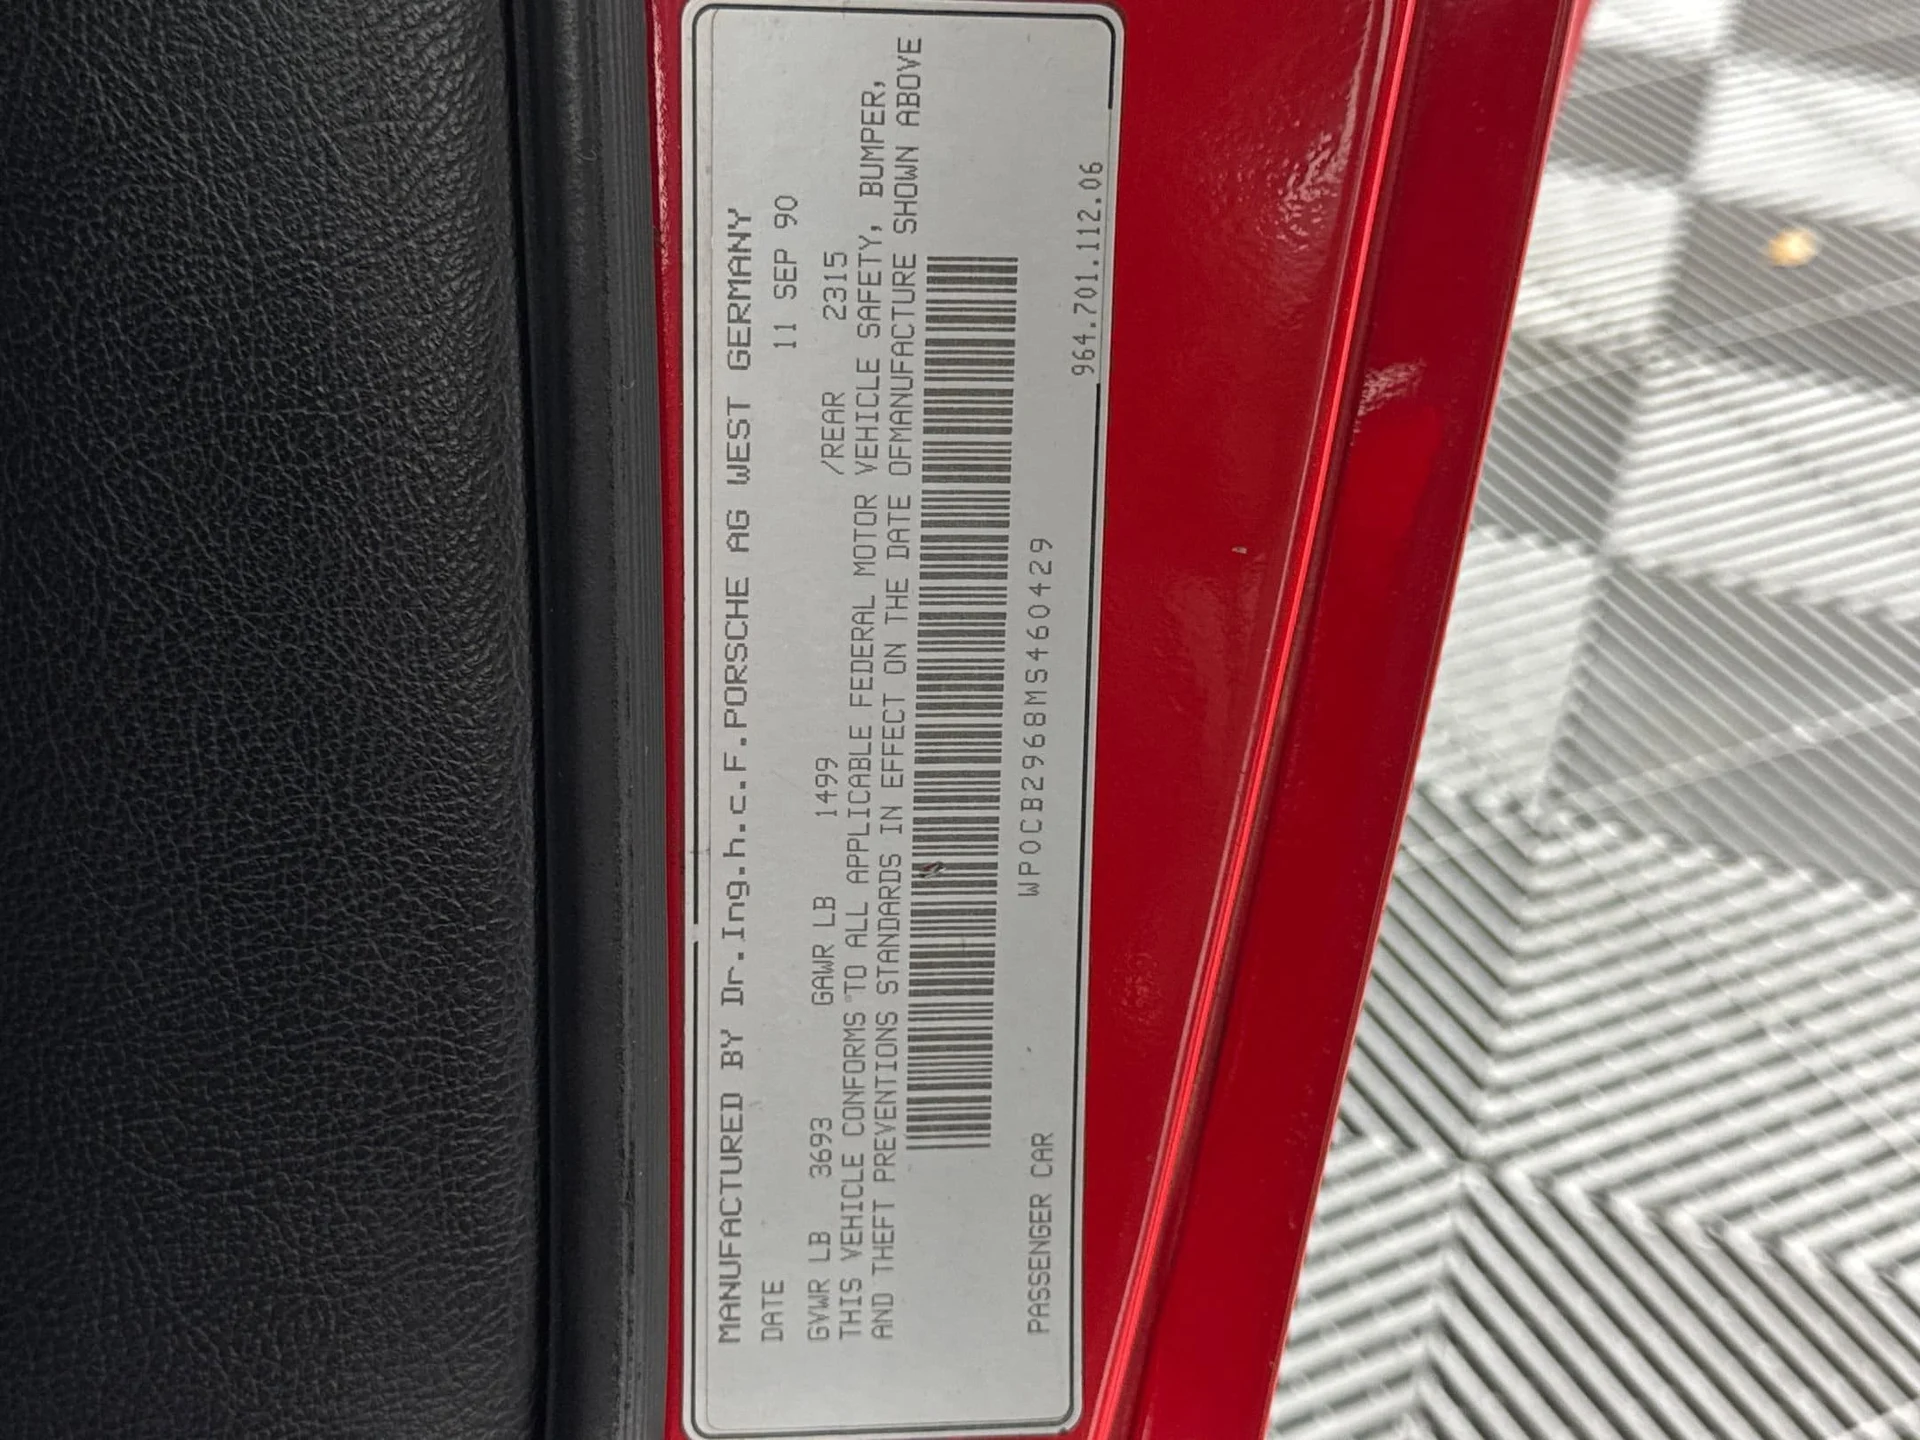 MANUFACTURED BY Dr.Ing.h.c.F.PORSCHE AG WEST GERMANY
DATE 11 SEP 90
GVWR LB 3693 GAWR LB 1499 /REAR 2315
THIS VEHICLE CONFORMS TO ALL APPLICABLE FEDERAL MOTOR VEHICLE SAFETY, BUMPER,
AND THEFT PREVENTIONS STANDARDS IN EFFECT ON THE DATE OFMANUFACTURE SHOWN ABOVE
PASSENGER CAR WP0CB2968MS460429
964.701.112.06